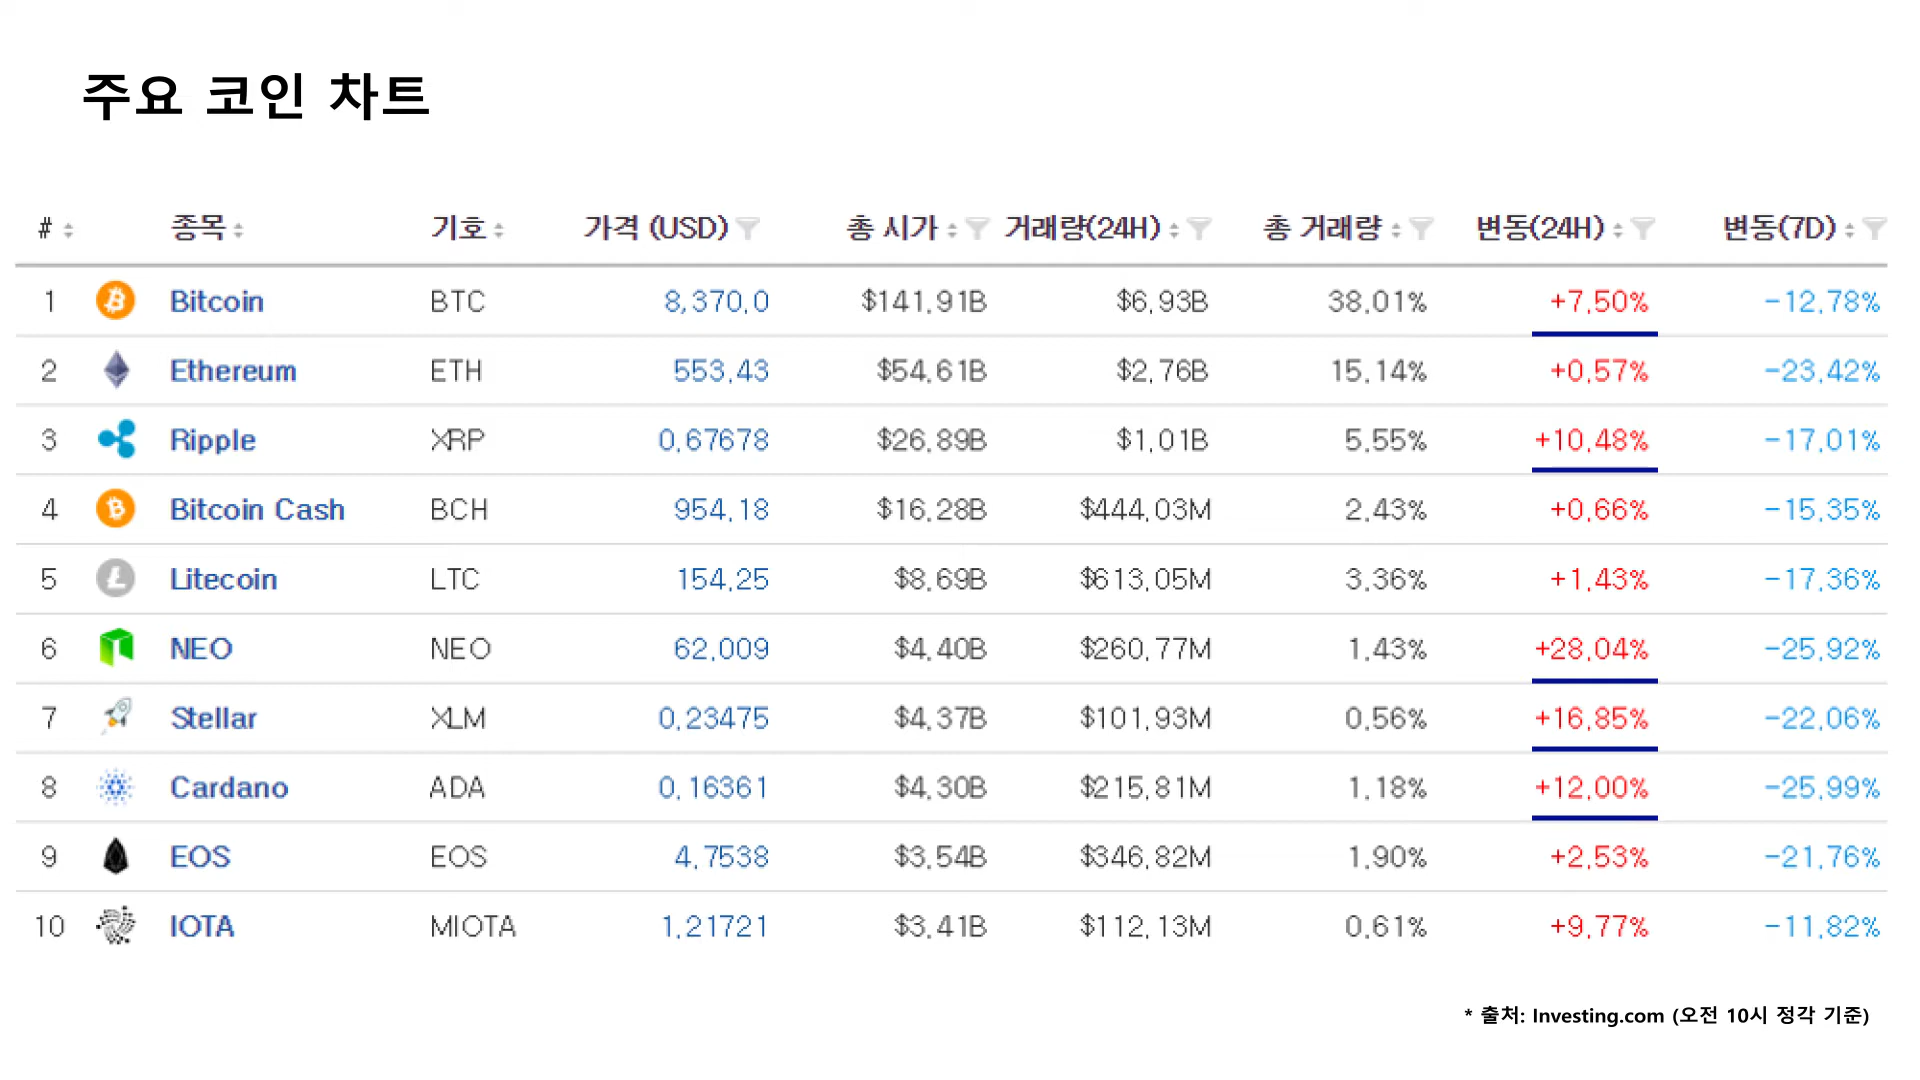 주요 코인 차트
# 종목 기호 가격 (USD) 총 시가 거래량(24H) 총 거래량 변동(24H) 변동(7D)
1 Bitcoin BTC 8,370.0 $141.91B $6.93B 38.01% +7.50% -12.78%
2 Ethereum ETH 553.43 $54.61B $2.76B 15.14% +0.57% -23.42%
3 Ripple XRP 0.67678 $26.89B $1.01B 5.55% +10.48% -17.01%
4 Bitcoin Cash BCH 954.18 $16.28B $444.03M 2.43% +0.66% -15.35%
5 Litecoin LTC 154.25 $8.69B $613.05M 3.36% +1.43% -17.36%
6 NEO NEO 62.009 $4.40B $260.77M 1.43% +28.04% -25.92%
7 Stellar XLM 0.23475 $4.37B $101.93M 0.56% +16.85% -22.06%
8 Cardano ADA 0.16361 $4.30B $215.81M 1.18% +12.00% -25.99%
9 EOS EOS 4.7538 $3.54B $346.82M 1.90% +2.53% -21.76%
10 IOTA MIOTA 1.21721 $3.41B $112.13M 0.61% +9.77% -11.82%
* 출처: Investing.com (오전 10시 정각 기준)